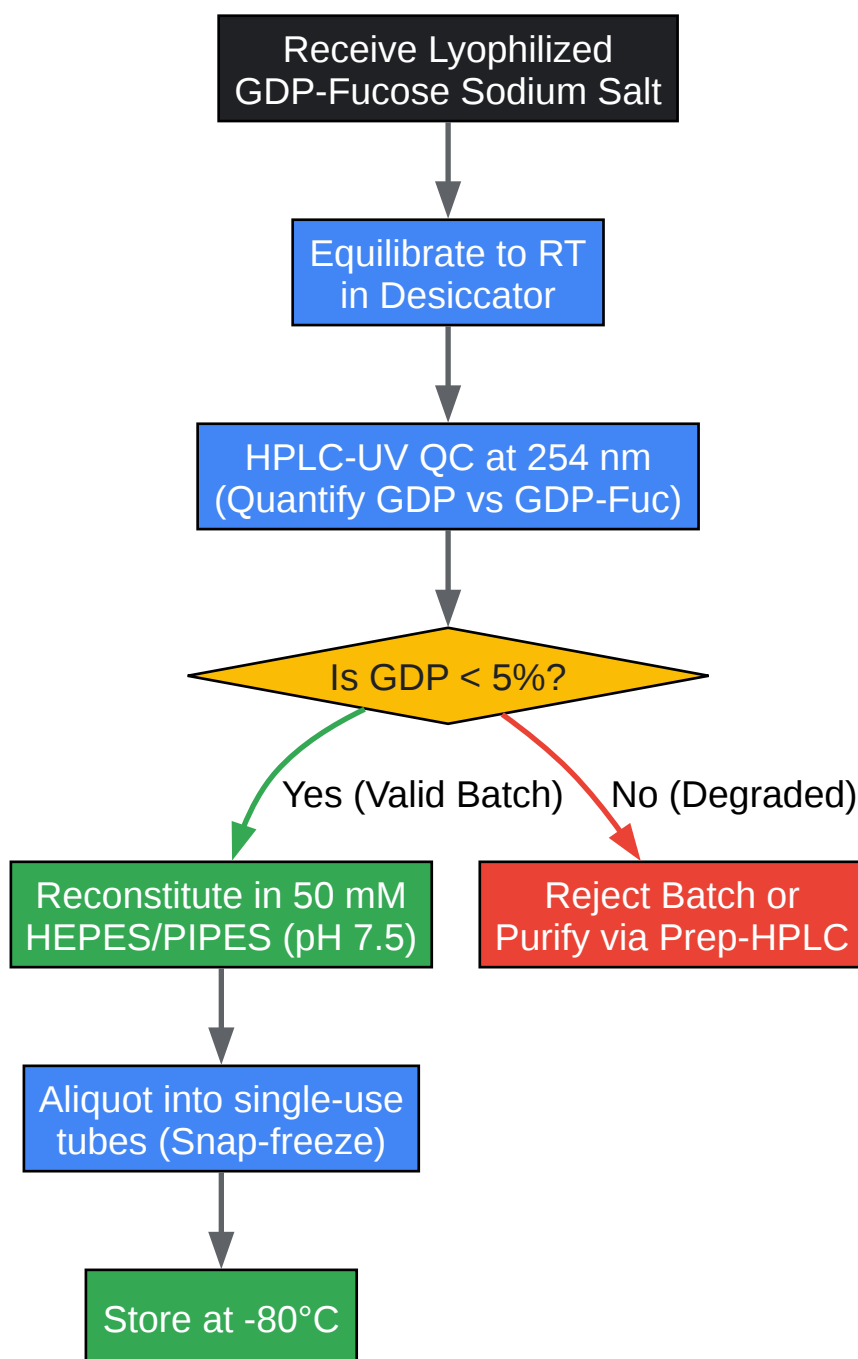 Receive Lyophilized
GDP-Fucose Sodium Salt
Equilibrate to RT
in Desiccator
HPLC-UV QC at 254 nm
(Quantify GDP vs GDP-Fuc)
Is GDP < 5%?
Yes (Valid Batch)
No (Degraded)
Reconstitute in 50 mM
HEPES/PIPES (pH 7.5)
Reject Batch or
Purify via Prep-HPLC
Aliquot into single-use
tubes (Snap-freeze)
Store at -80°C